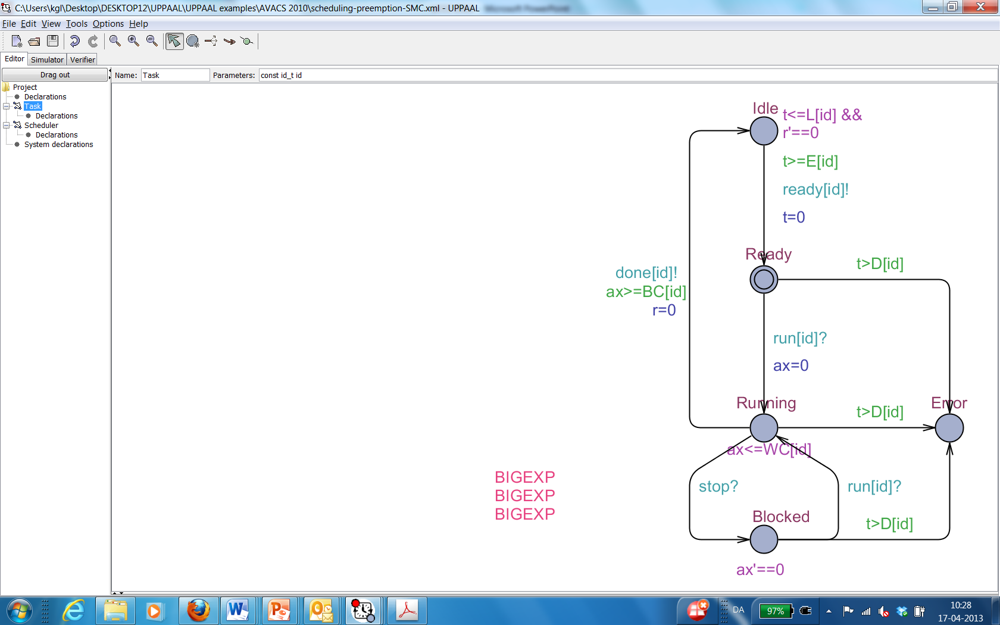 C:\Users\kgl\Desktop\DESKTOP12\UPPAAL\UPPAAL examples\AVACS 2010\scheduling-preemption-SMC.xml - UPPAAL
Microsoft PowerPoint
File Edit View Tools Options Help
Editor Simulator Verifier
Drag out
Name: Task Parameters: const id_t id
Project
Declarations
Task
Declarations
Scheduler
Declarations
System declarations
Idle
t<=L[id] &&
r'==0
t>=E[id]
ready[id]!
t=0
Ready
t>D[id]
done[id]!
ax>=BC[id]
r=0
run[id]?
ax=0
Running
Error
t>D[id]
ax<=WC[id]
BIGEXP
BIGEXP
BIGEXP
stop?
run[id]?
Blocked
t>D[id]
ax'==0
DA
97%
10:28
17-04-2013